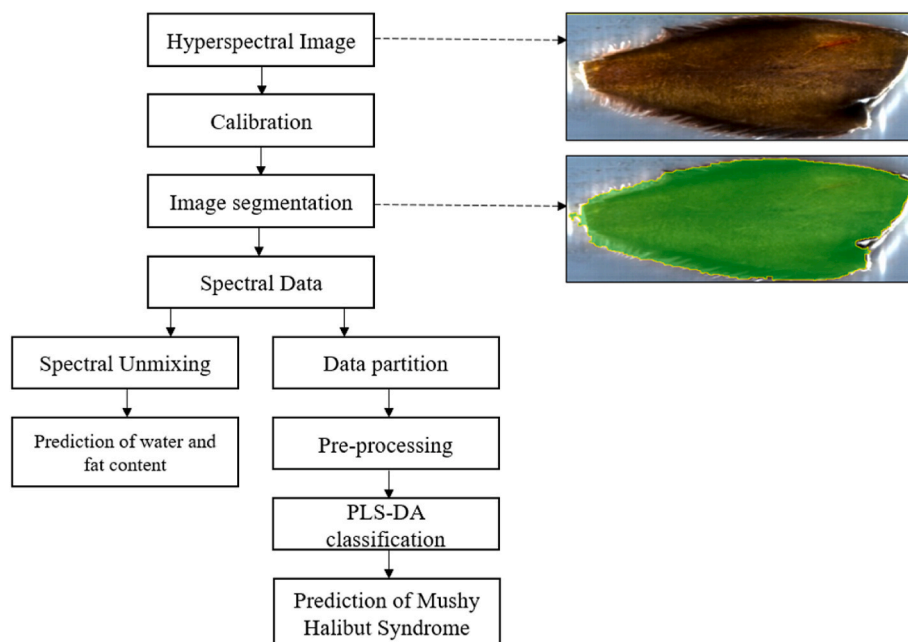 Hyperspectral Image
Calibration
Image segmentation
Spectral Data
Spectral Unmixing
Data partition
Prediction of water and
fat content
Pre-processing
PLS-DA
classification
Prediction of Mushy
Halibut Syndrome